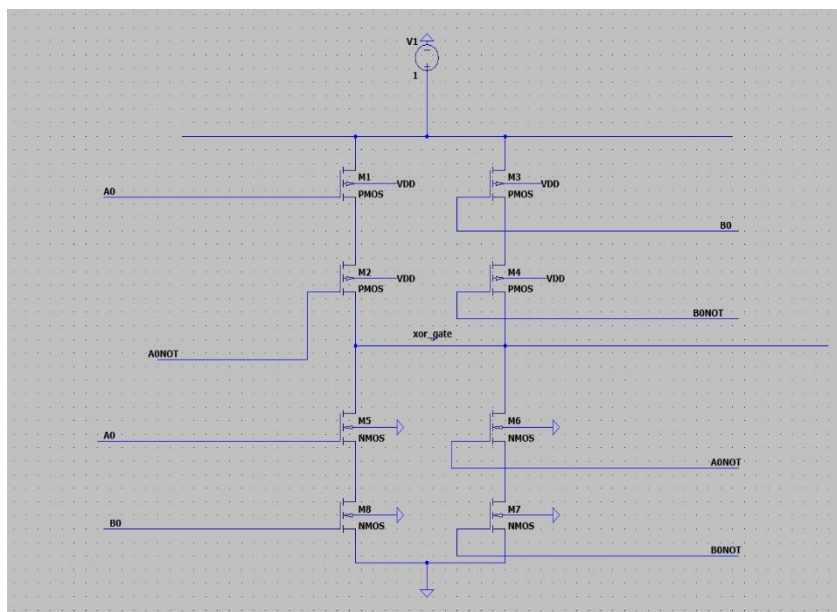 V1
1
M1
VDD
PMOS
A0
M3
VDD
PMOS
B0
M2
VDD
PMOS
M4
VDD
PMOS
B0NOT
xor_gate
A0NOT
M5
NMOS
A0
M6
NMOS
A0NOT
M8
NMOS
B0
M7
NMOS
B0NOT